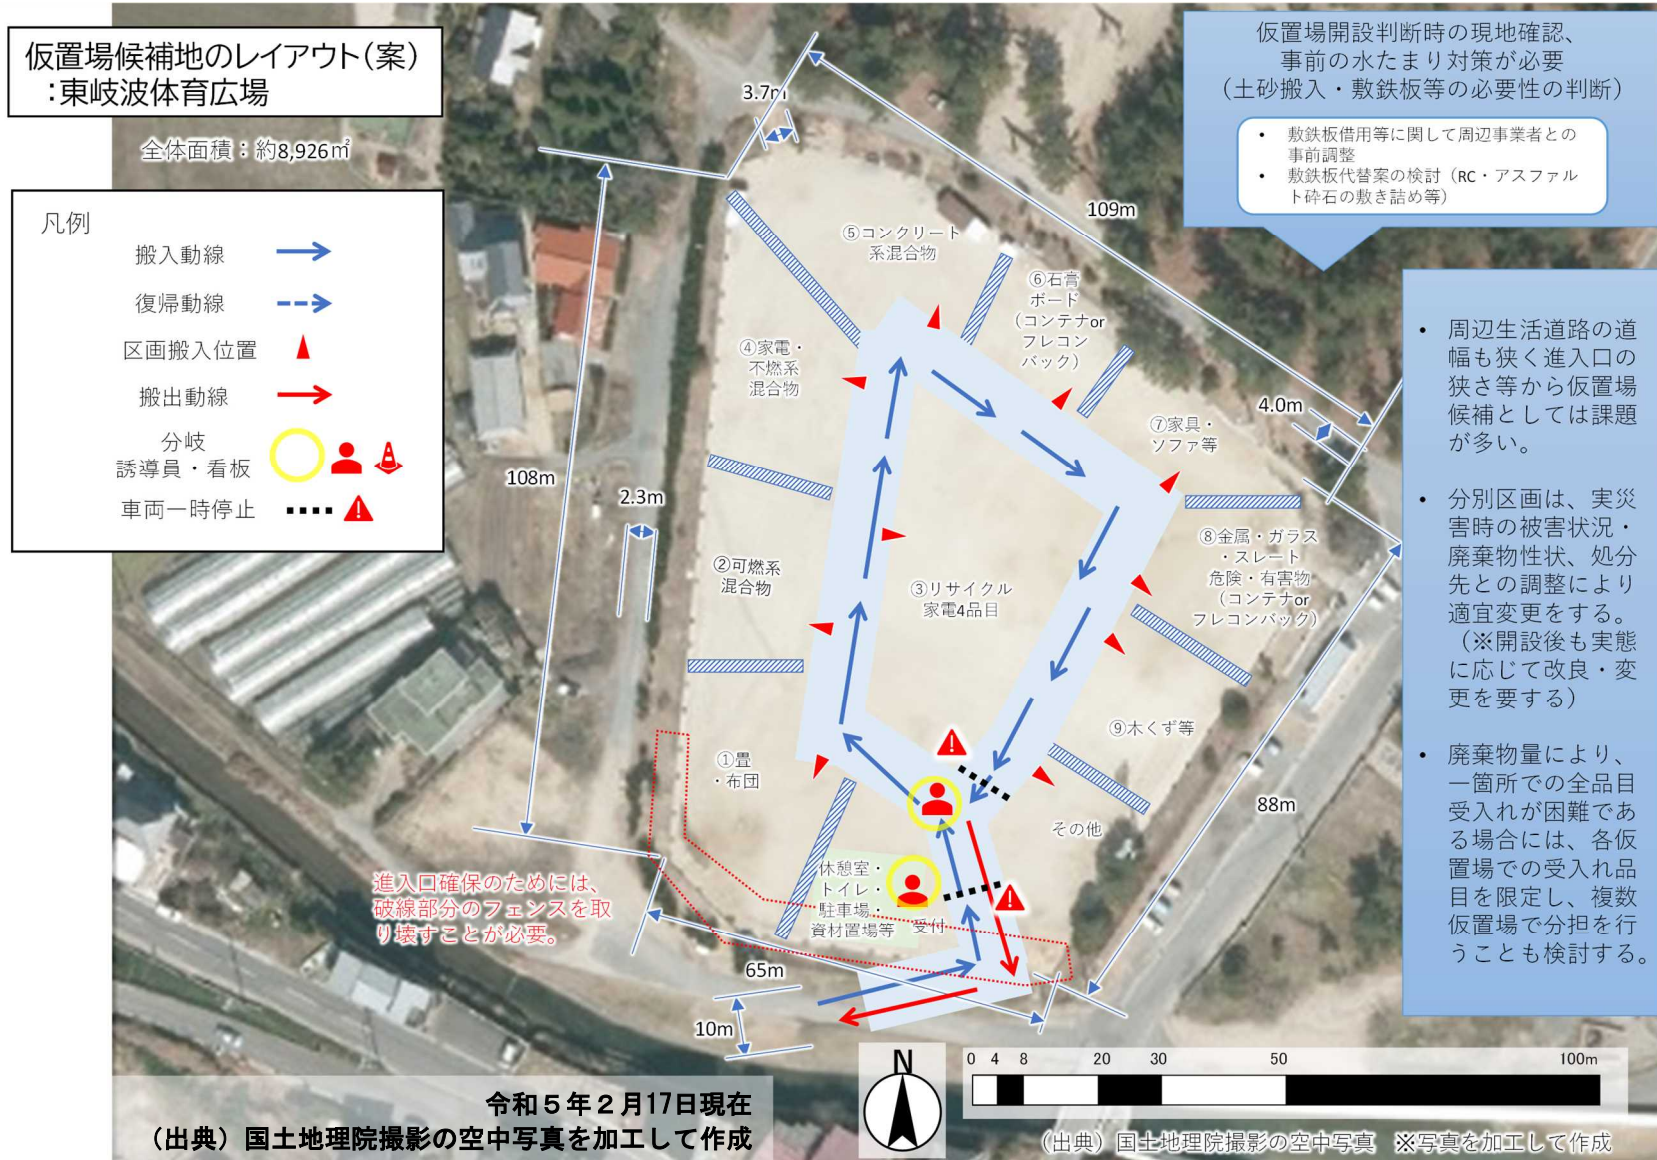 仮置場候補地のレイアウト（案）
：東岐波体育広場
全体面積：約8,926㎡
凡例
搬入動線
復帰動線
区画搬入位置
搬出動線
分岐
誘導員・看板
車両一時停止
仮置場開設判断時の現地確認、
事前の水たまり対策が必要
（土砂搬入・敷鉄板等の必要性の判断）
• 敷鉄板借用等に関して周辺事業者との
事前調整
• 敷鉄板代替案の検討（RC・アスファル
ト砕石の敷き詰め等）
• 周辺生活道路の道
幅も狭く進入口の
狭さ等から仮置場
候補としては課題
が多い。
• 分別区画は、実災
害時の被害状況・
廃棄物性状、処分
先との調整により
適宜変更をする。
（※開設後も実態
に応じて改良・変
更を要する）
• 廃棄物量により、
一箇所での全品目
受入れが困難であ
る場合には、各仮
置場での受入れ品
目を限定し、複数
仮置場で分担を行
うことも検討する。
3.7m
109m
4.0m
108m
2.3m
88m
65m
10m
⑤コンクリート
系混合物
⑥石膏
ボード
（コンテナor
フレコン
バック）
④家電・
不燃系
混合物
⑦家具・
ソファ等
②可燃系
混合物
③リサイクル
家電4品目
⑧金属・ガラス
・スレート
危険・有害物
（コンテナor
フレコンバック）
①畳
・布団
⑨木くず等
その他
休憩室・
トイレ・
駐車場・
資材置場等
受付
進入口確保のためには、
破線部分のフェンスを取
り壊すことが必要。
N
0 4 8 20 30 50 100m
令和５年２月17日現在
（出典）国土地理院撮影の空中写真を加工して作成
（出典）国土地理院撮影の空中写真　※写真を加工して作成